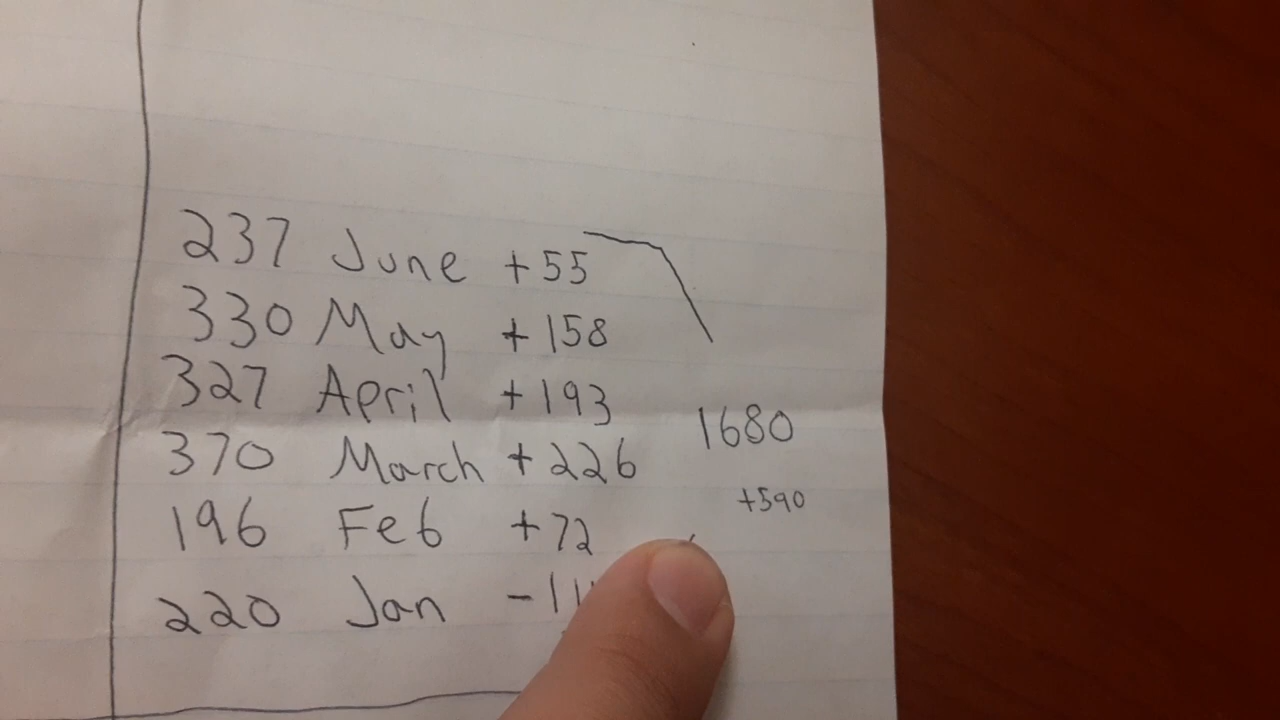 237 June +55
330 May +158
327 April +193
370 March +226
1680
+590
196 Feb +72
220 Jan